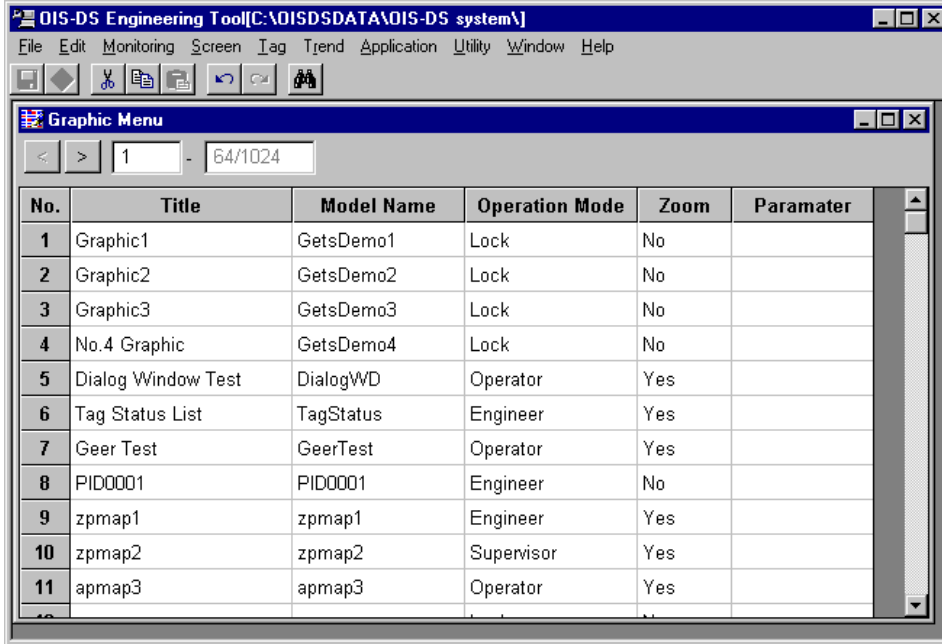 OIS-DS Engineering Tool[C:\OISDSDATA\OIS-DS system\]
File Edit Monitoring Screen Tag Trend Application Utility Window Help
Graphic Menu
< > 1 - 64/1024
No. Title Model Name Operation Mode Zoom Paramater
1 Graphic1 GetsDemo1 Lock No
2 Graphic2 GetsDemo2 Lock No
3 Graphic3 GetsDemo3 Lock No
4 No.4 Graphic GetsDemo4 Lock No
5 Dialog Window Test DialogWD Operator Yes
6 Tag Status List TagStatus Engineer Yes
7 Geer Test GeerTest Operator Yes
8 PID0001 PID0001 Engineer No
9 zpmap1 zpmap1 Engineer Yes
10 zpmap2 zpmap2 Supervisor Yes
11 apmap3 apmap3 Operator Yes